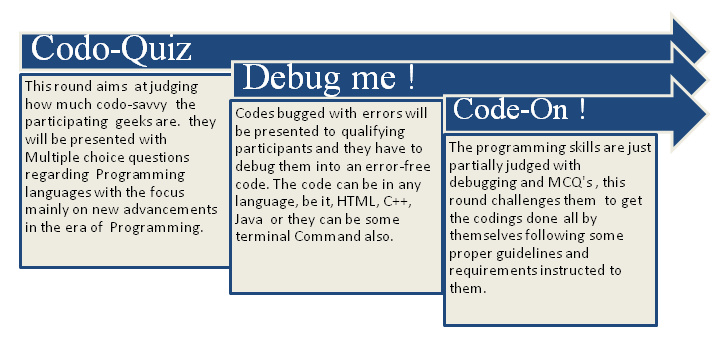 Codo-Quiz
This round aims at judging
how much codo-savvy the
participating geeks are. they
will be presented with
Multiple choice questions
regarding Programming
languages with the focus
mainly on new advancements
in the era of Programming.
Debug me !
Codes bugged with errors will
be presented to qualifying
participants and they have to
debug them into an error-free
code. The code can be in any
language, be it, HTML, C++,
Java or they can be some
terminal Command also.
Code-On !
The programming skills are just
partially judged with
debugging and MCQ's , this
round challenges them to get
the codings done all by
themselves following some
proper guidelines and
requirements instructed to
them.